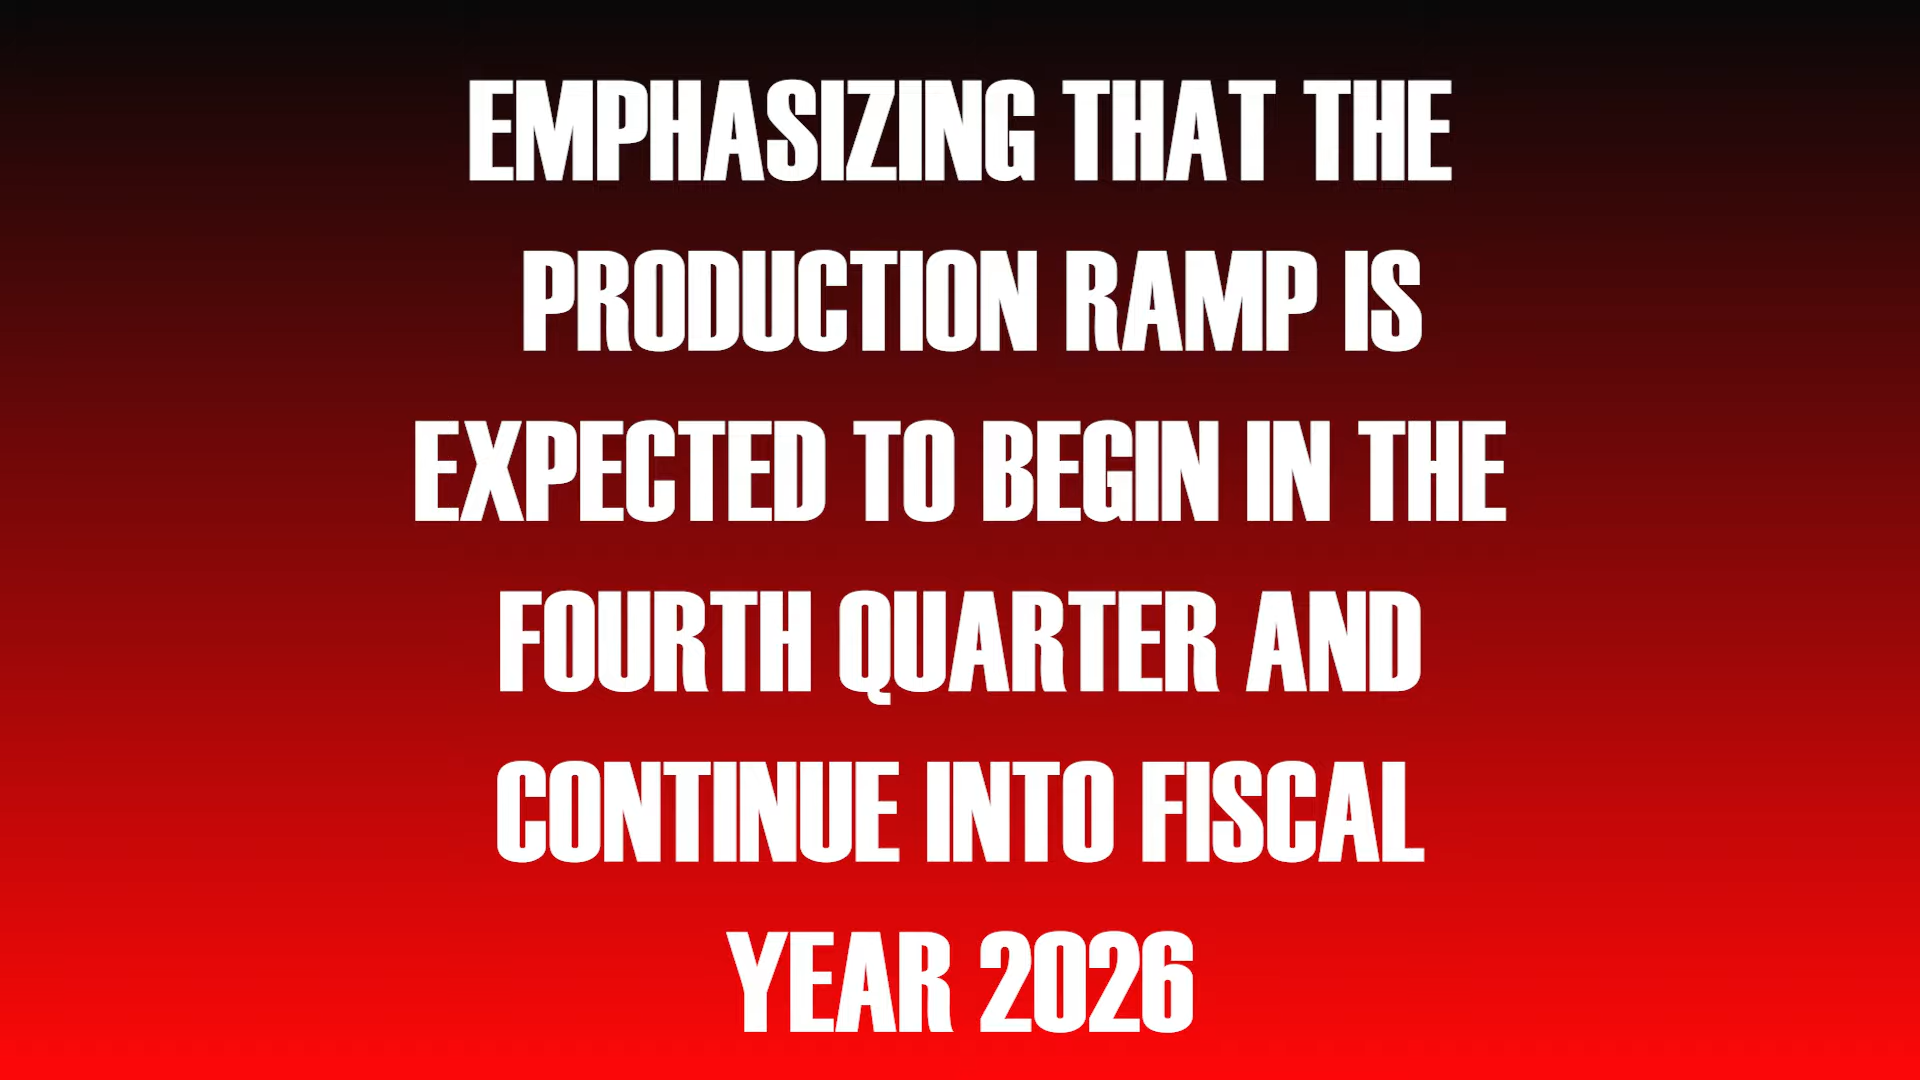 EMPHASIZING THAT THE
PRODUCTION RAMP IS
EXPECTED TO BEGIN IN THE
FOURTH QUARTER AND
CONTINUE INTO FISCAL
YEAR 2026